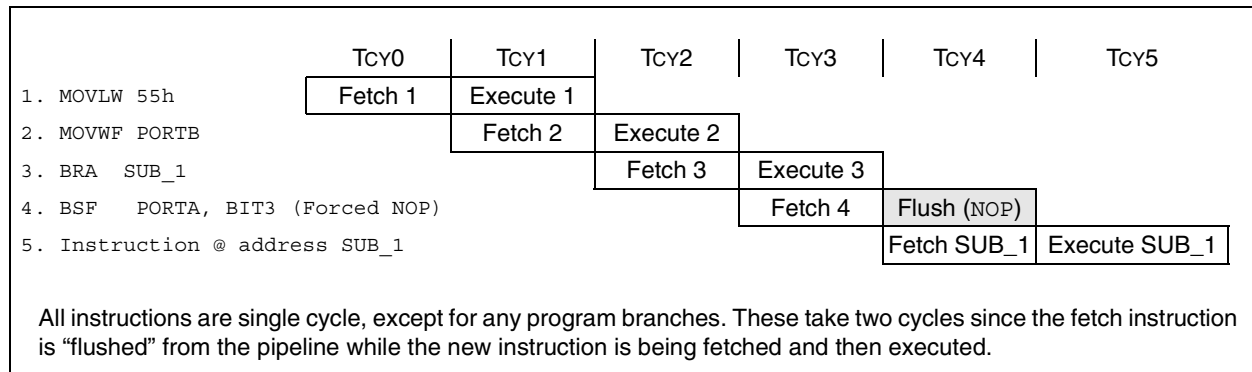 TCY0 TCY1 TCY2 TCY3 TCY4 TCY5
1. MOVLW 55h Fetch 1 Execute 1
2. MOVWF PORTB Fetch 2 Execute 2
3. BRA SUB_1 Fetch 3 Execute 3
4. BSF PORTA, BIT3 (Forced NOP) Fetch 4 Flush (NOP)
5. Instruction @ address SUB_1 Fetch SUB_1 Execute SUB_1
All instructions are single cycle, except for any program branches. These take two cycles since the fetch instruction
is “flushed” from the pipeline while the new instruction is being fetched and then executed.